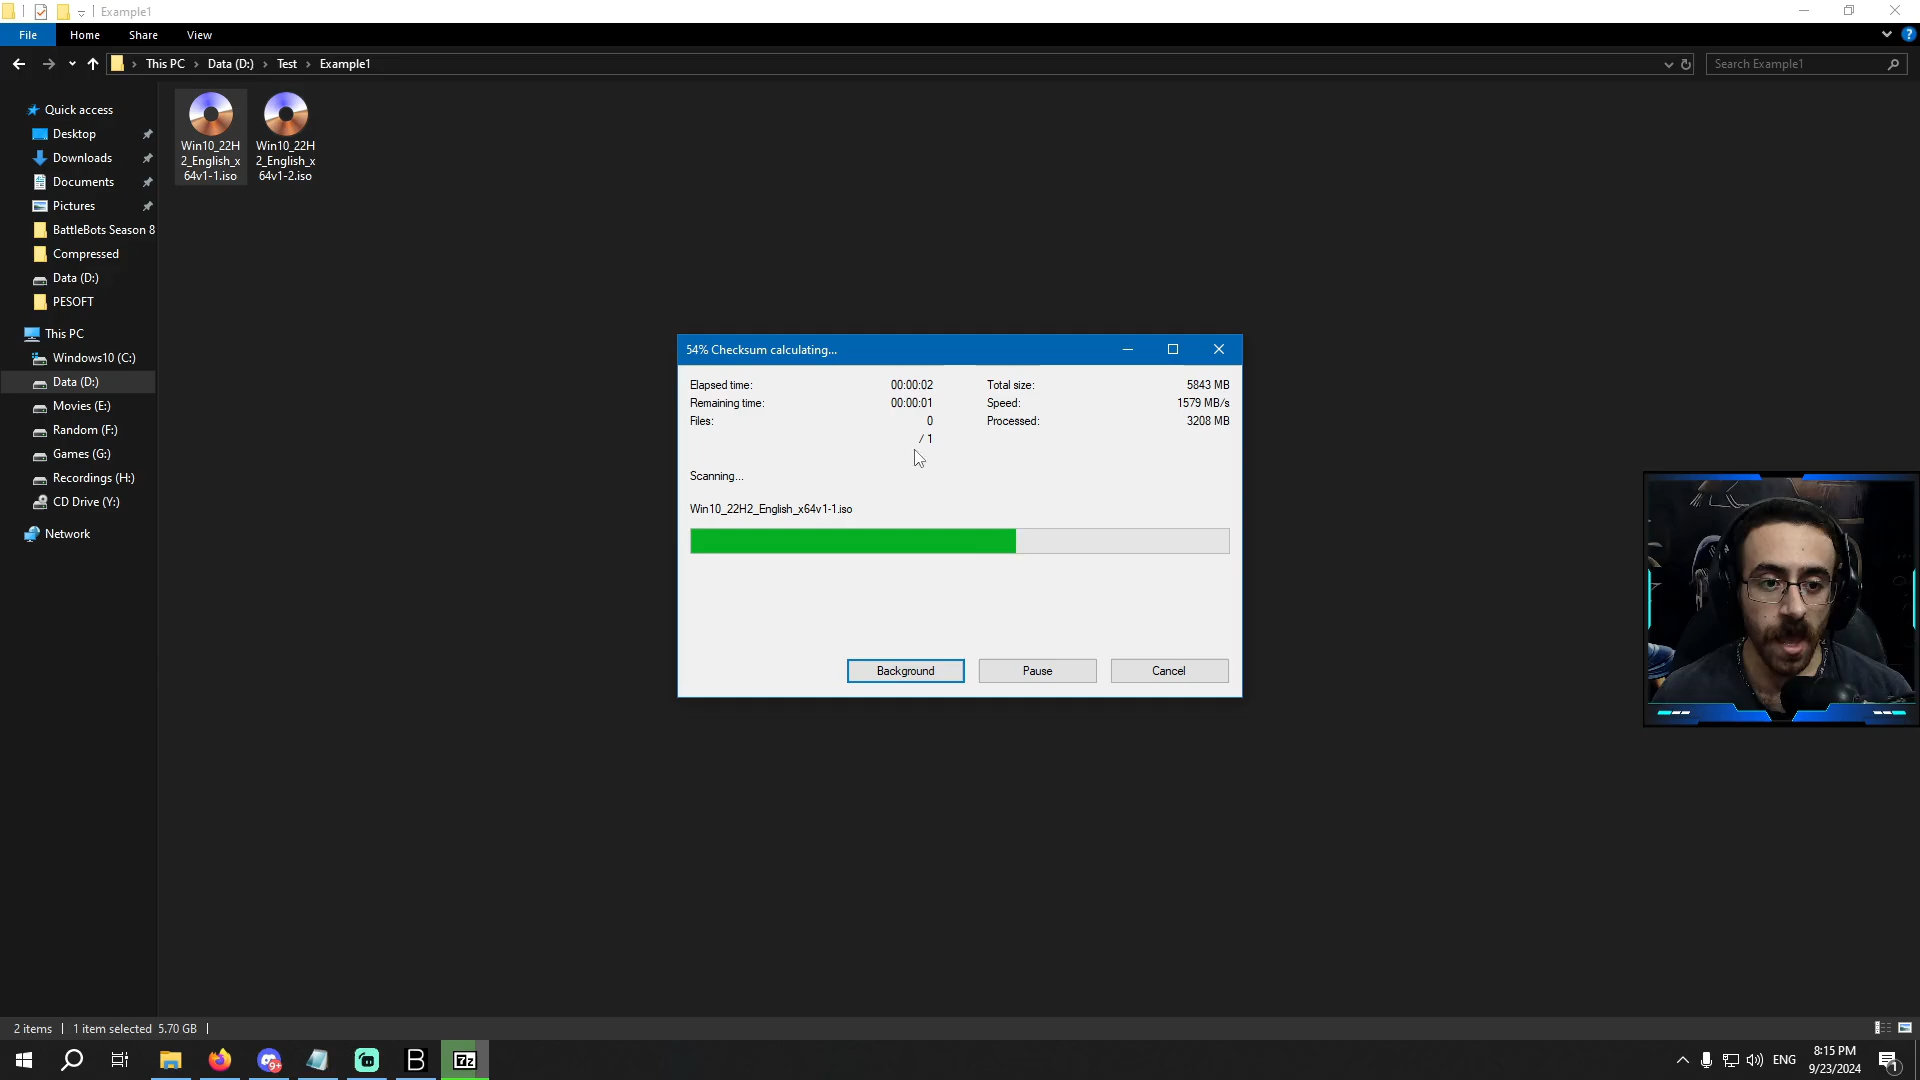 Example1
File Home Share View
This PC Data (D:) Test Example1
Search Example1
Quick access
Desktop
Downloads
Documents
Pictures
BattleBots Season 8
Compressed
Data (D:)
PESOFT
This PC
Windows10 (C:)
Data (D:)
Movies (E:)
Random (F:)
Games (G:)
Recordings (H:)
CD Drive (Y:)
Network
Win10_22H
2_English_x
64v1-1.iso
Win10_22H
2_English_x
64v1-2.iso
54% Checksum calculating...
Elapsed time: 00:00:02 Total size: 5843 MB
Remaining time: 00:00:01 Speed: 1579 MB/s
Files: 0 Processed: 3208 MB
/ 1
Scanning...
Win10_22H2_English_x64v1-1.iso
Background Pause Cancel
2 items 1 item selected 5.70 GB
9+ B 7z ENG
8:15 PM
9/23/2024
1